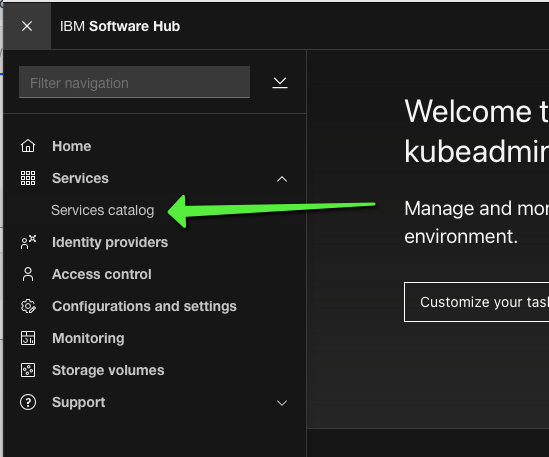 IBM Software Hub
Filter navigation
Home
Services
Services catalog
Identity providers
Access control
Configurations and settings
Monitoring
Storage volumes
Support
Welcome t
kubeadmin
Manage and mor
environment.
Customize your task